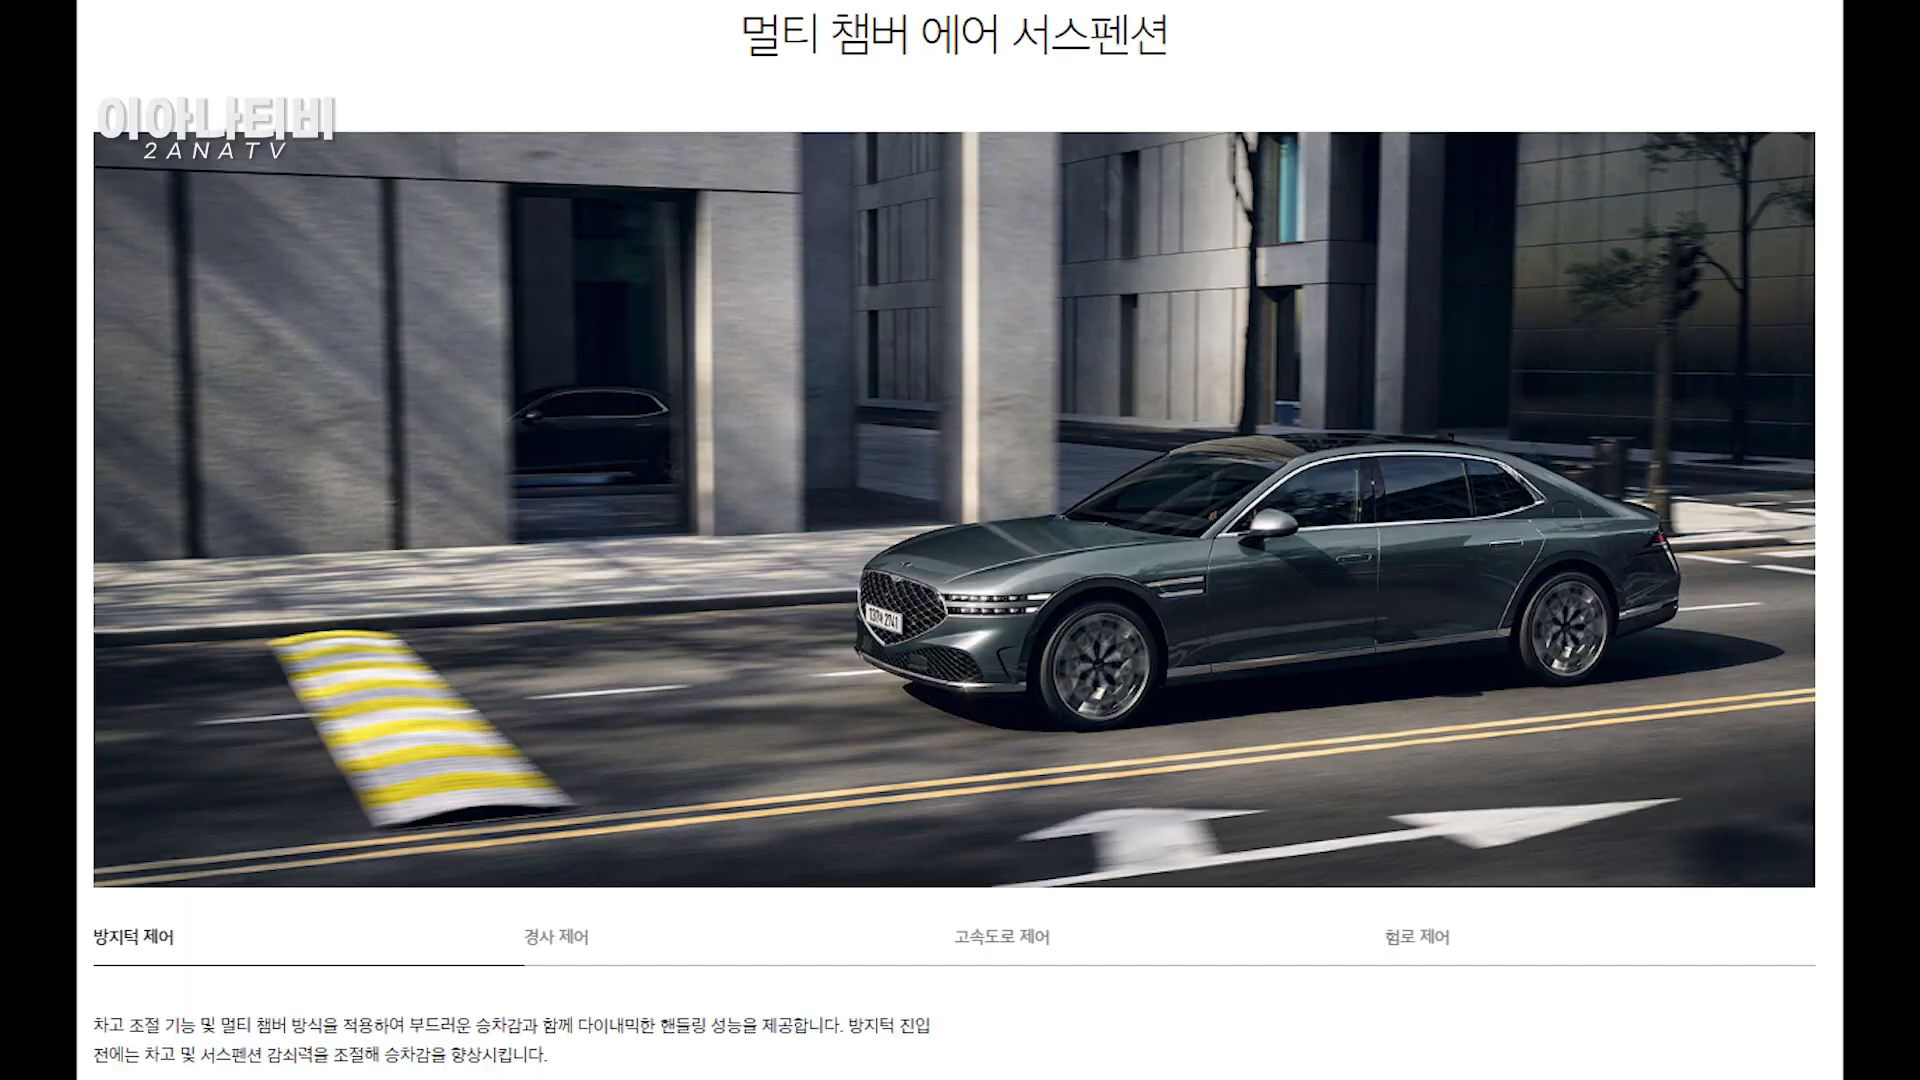 멀티 챔버 에어 서스펜션
이아나티비
2ANATV
방지턱 제어
경사 제어
고속도로 제어
험로 제어
차고 조절 기능 및 멀티 챔버 방식을 적용하여 부드러운 승차감과 함께 다이내믹한 핸들링 성능을 제공합니다. 방지턱 진입
전에는 차고 및 서스펜션 감쇠력을 조절해 승차감을 향상시킵니다.